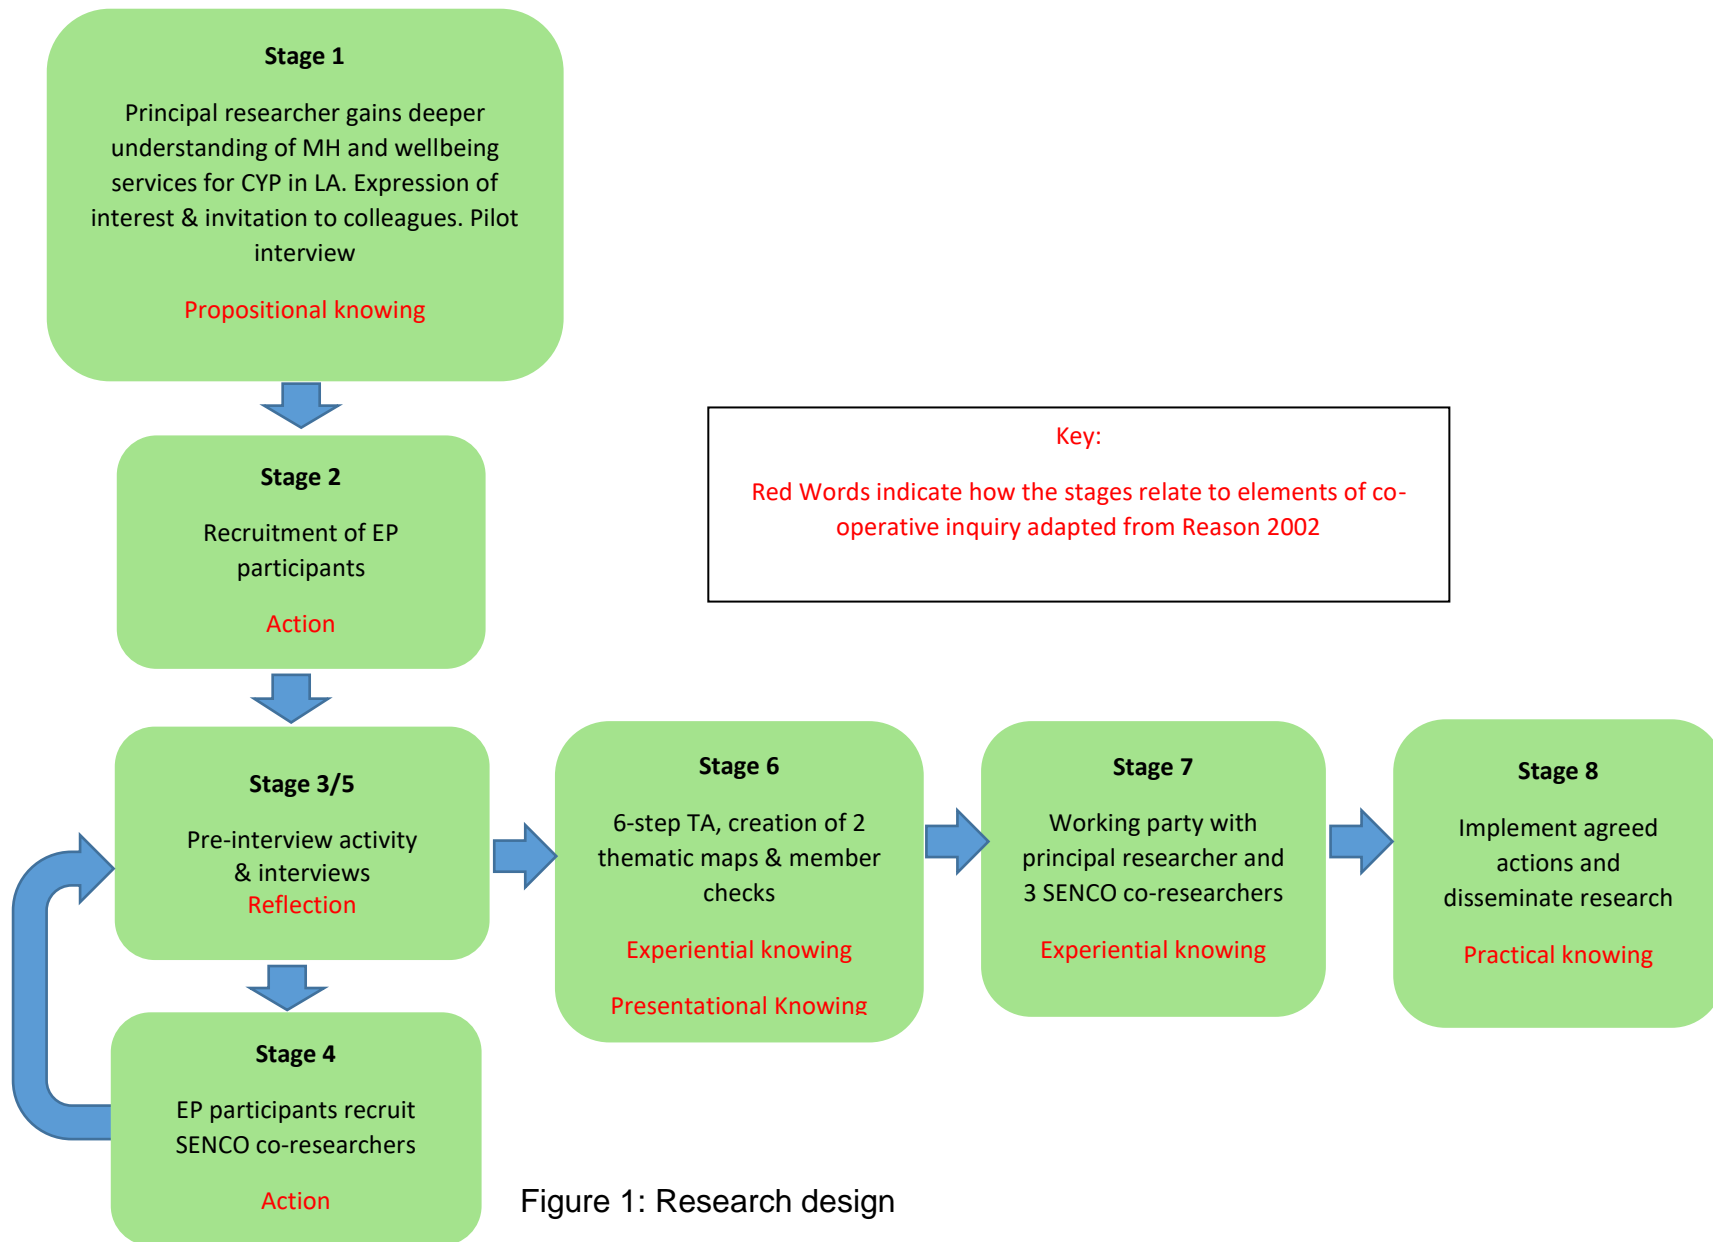 Stage 1
Principal researcher gains deeper
understanding of MH and wellbeing
services for CYP in LA. Expression of
interest & invitation to colleagues. Pilot
interview
Propositional knowing
Key:
Red Words indicate how the stages relate to elements of co-
operative inquiry adapted from Reason 2002
Stage 2
Recruitment of EP
participants
Action
Stage 3/5
Pre-interview activity
& interviews
Reflection
Stage 4
EP participants recruit
SENCO co-researchers
Action
Stage 6
6-step TA, creation of 2
thematic maps & member
checks
Experiential knowing
Presentational Knowing
Stage 7
Working party with
principal researcher and
3 SENCO co-researchers
Experiential knowing
Stage 8
Implement agreed
actions and
disseminate research
Practical knowing
Figure 1: Research design